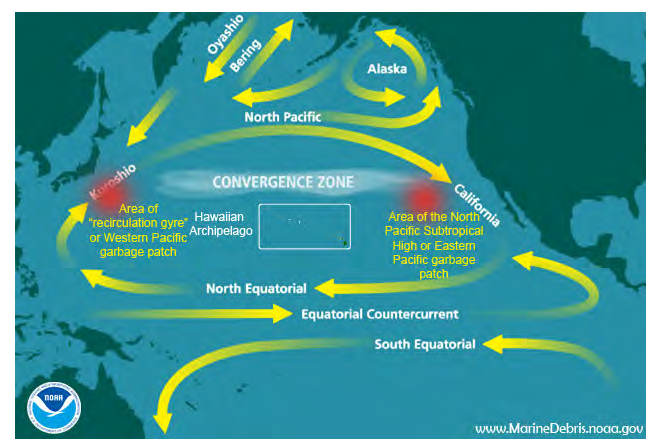 Oyashio
Bering
Alaska
North Pacific
Kuroshio
CONVERGENCE ZONE
California
Area of
"recirculation gyre"
or Western Pacific
garbage patch
Hawaiian
Archipelago
Area of the North
Pacific Subtropical
High or Eastern
Pacific garbage
patch
North Equatorial
Equatorial Countercurrent
South Equatorial
NOAA
www.MarineDebris.noaa.gov